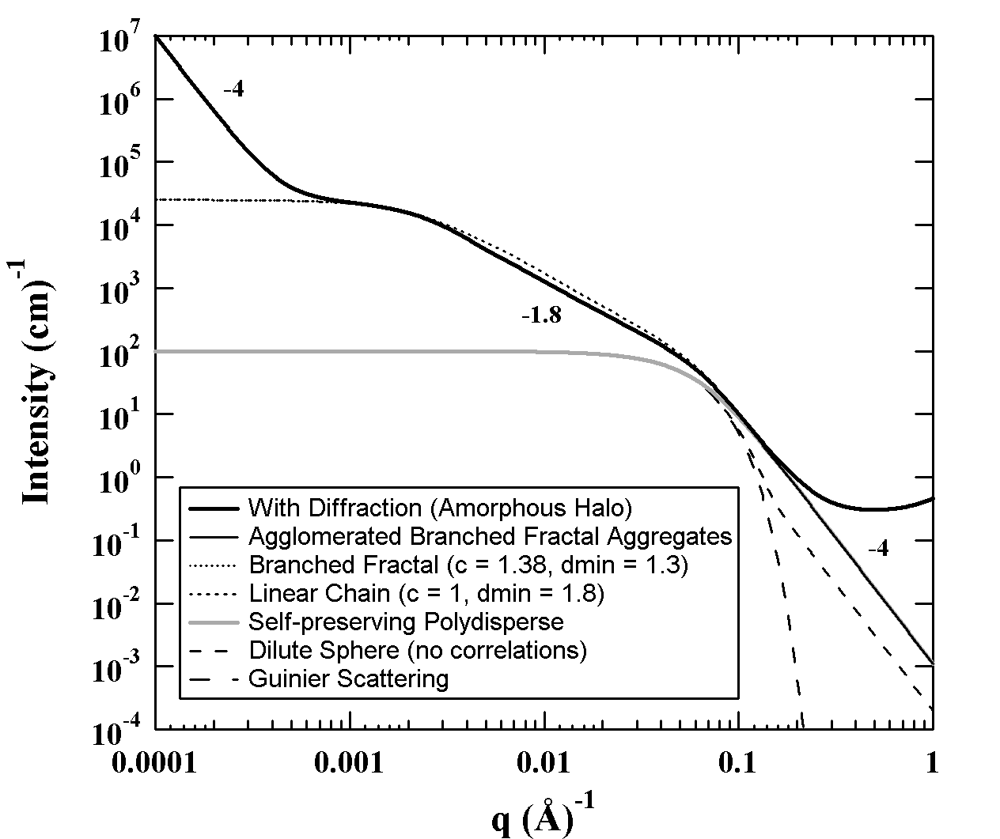 10^7
10^6
10^5
10^4
10^3
10^2
10^1
10^0
10^-1
10^-2
10^-3
10^-4
Intensity (cm)^-1
-4
-1.8
-4
With Diffraction (Amorphous Halo)
Agglomerated Branched Fractal Aggregates
Branched Fractal (c = 1.38, dmin = 1.3)
Linear Chain (c = 1, dmin = 1.8)
Self-preserving Polydisperse
Dilute Sphere (no correlations)
Guinier Scattering
0.0001 0.001 0.01 0.1 1
q (Å)^-1